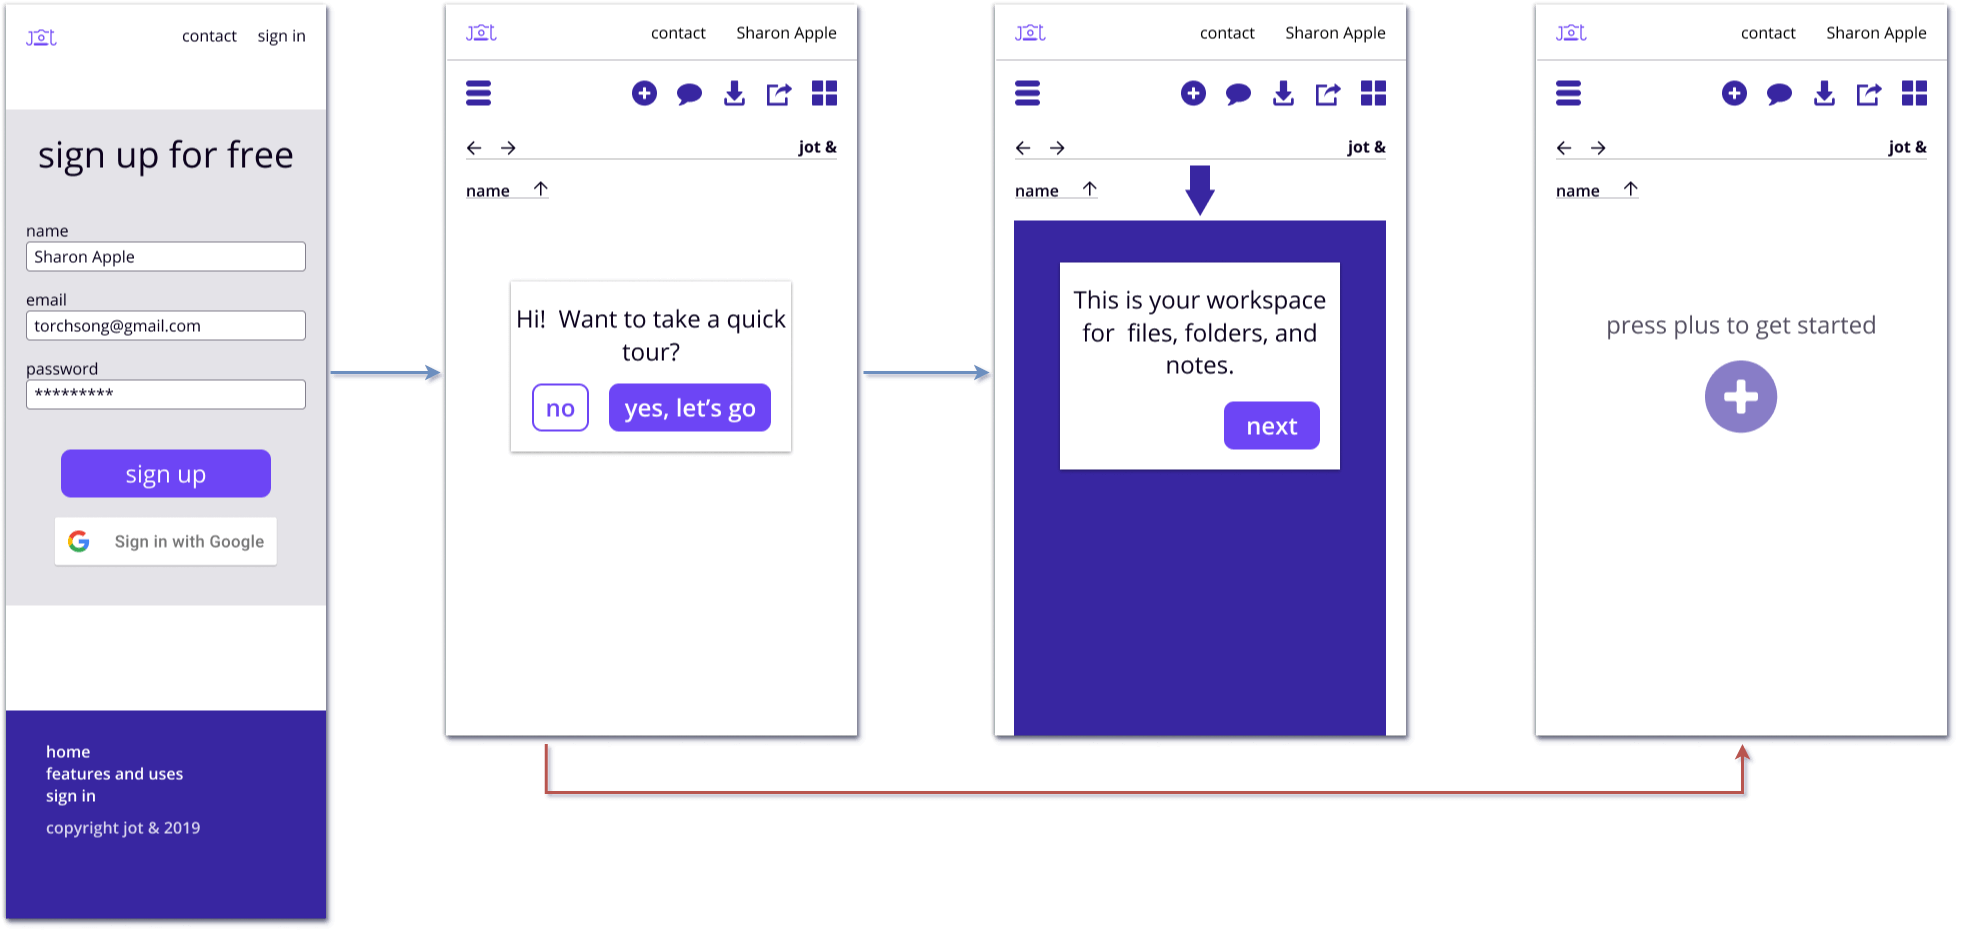 jot
contact sign in
sign up for free
name
Sharon Apple
email
torchsong@gmail.com
password
*********
sign up
Sign in with Google
home
features and uses
sign in
copyright jot & 2019
jot
contact Sharon Apple
jot &
name
Hi! Want to take a quick
tour?
no yes, let's go
jot
contact Sharon Apple
jot &
name
This is your workspace
for files, folders, and
notes.
next
jot
contact Sharon Apple
jot &
name
press plus to get started